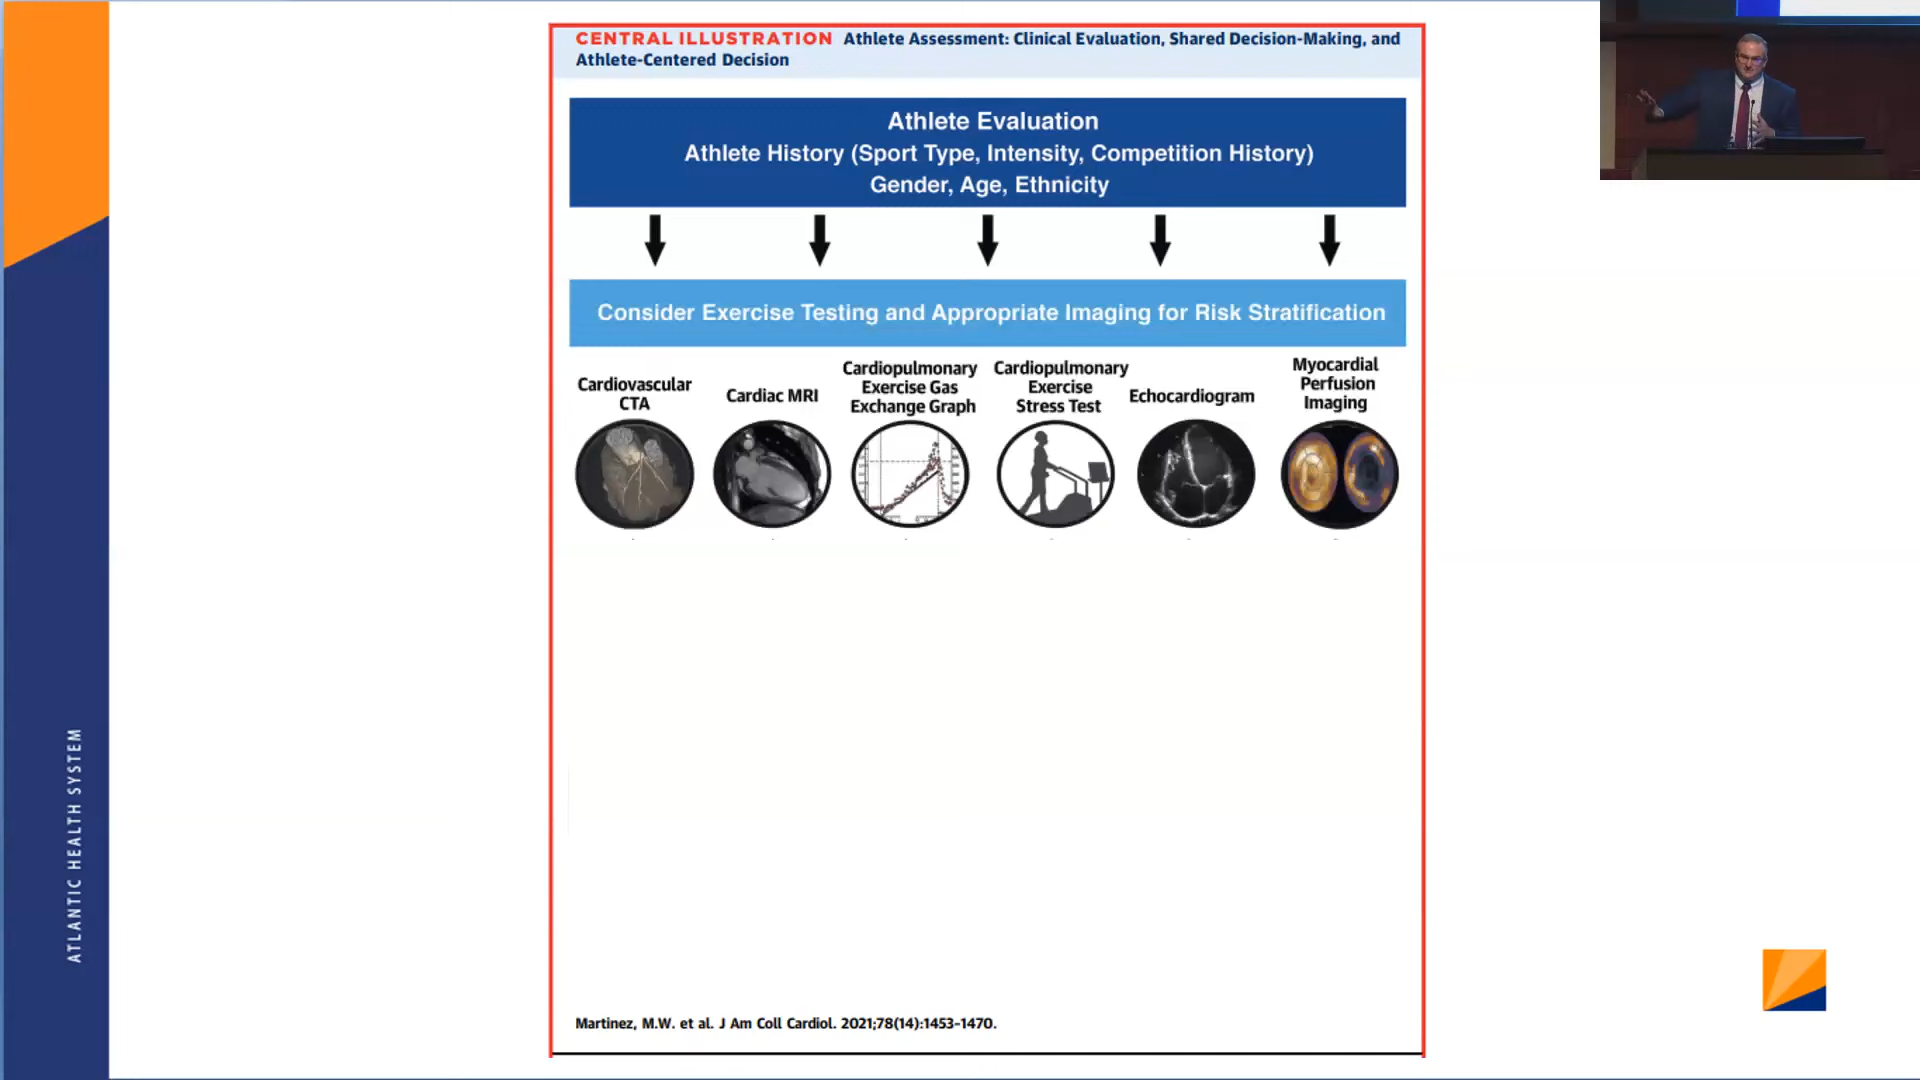 CENTRAL ILLUSTRATION Athlete Assessment: Clinical Evaluation, Shared Decision-Making, and
Athlete-Centered Decision
Athlete Evaluation
Athlete History (Sport Type, Intensity, Competition History)
Gender, Age, Ethnicity
Consider Exercise Testing and Appropriate Imaging for Risk Stratification
Cardiovascular
CTA
Cardiac MRI
Cardiopulmonary
Exercise Gas
Exchange Graph
Cardiopulmonary
Exercise
Stress Test
Echocardiogram
Myocardial
Perfusion
Imaging
Martinez, M.W. et al. J Am Coll Cardiol. 2021;78(14):1453-1470.
ATLANTIC HEALTH SYSTEM